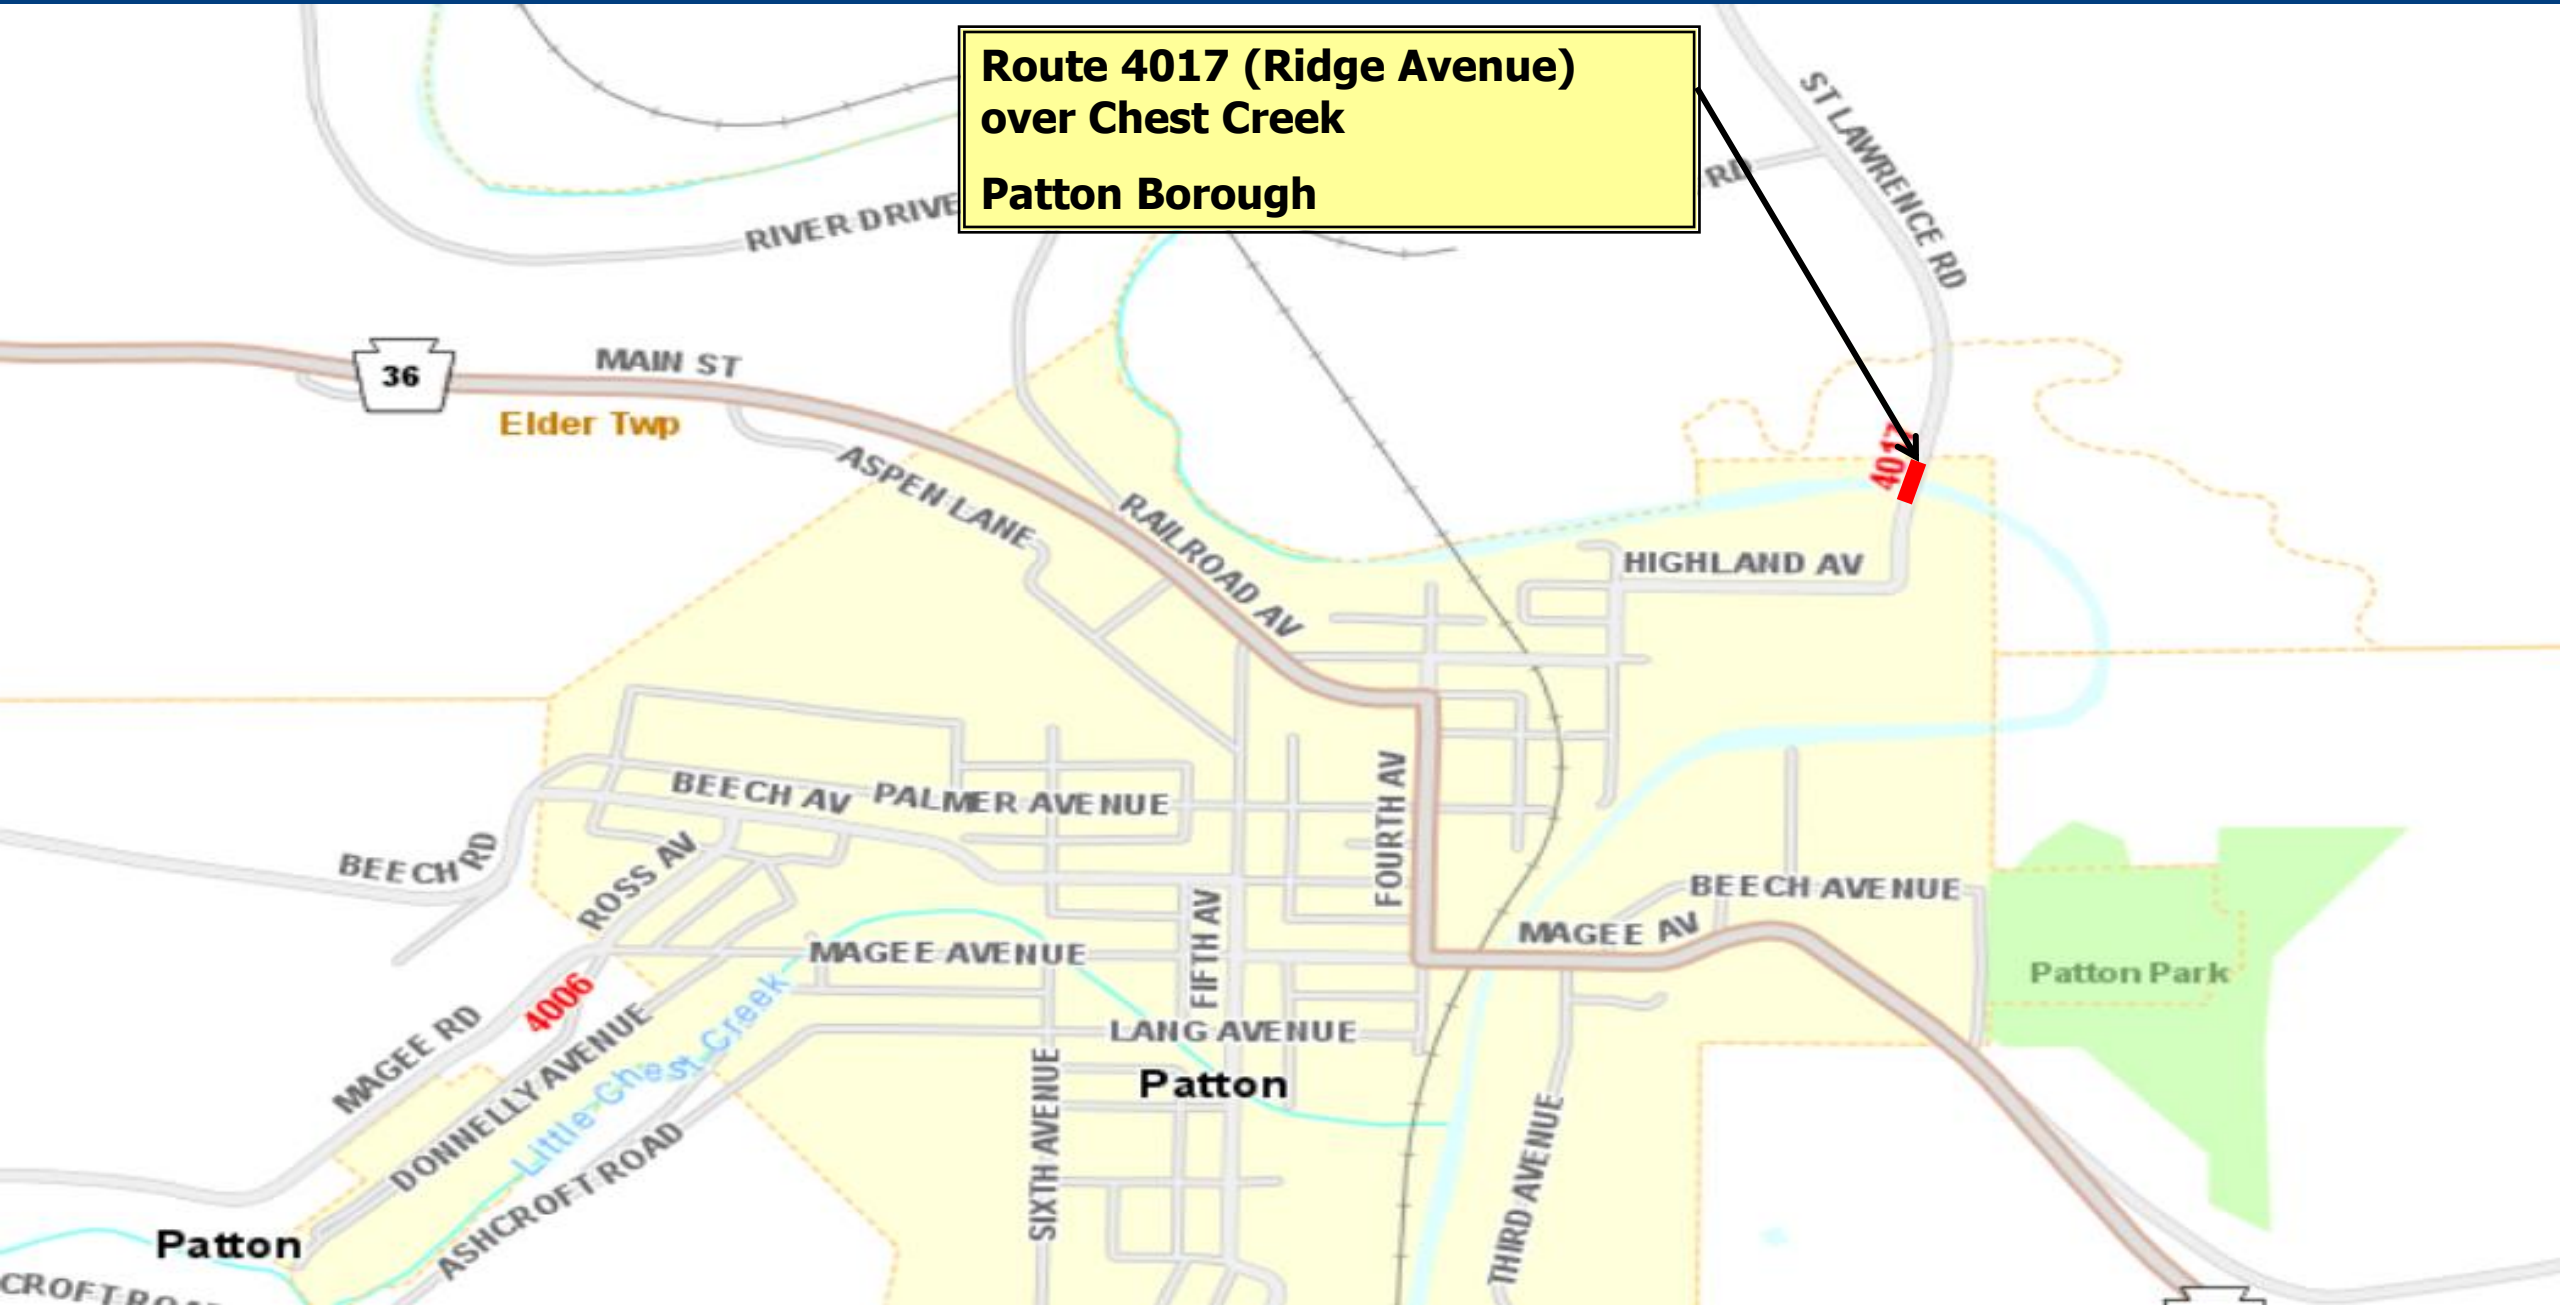 Route 4017 (Ridge Avenue)
over Chest Creek
Patton Borough
ST LAWRENCE RD
RIVER DRIVE
RD
36
MAIN ST
Elder Twp
ASPEN LANE
RAILROAD AV
4017
HIGHLAND AV
BEECH AV
PALMER AVENUE
FOURTH AV
BEECH RD
ROSS AV
BEECH AVENUE
FIFTH AV
MAGEE AV
MAGEE AVENUE
Patton Park
4006
MAGEE RD
DONNELLY AVENUE
Little Chest Creek
LANG AVENUE
Patton
SIXTH AVENUE
THIRD AVENUE
ASHCROFT ROAD
Patton